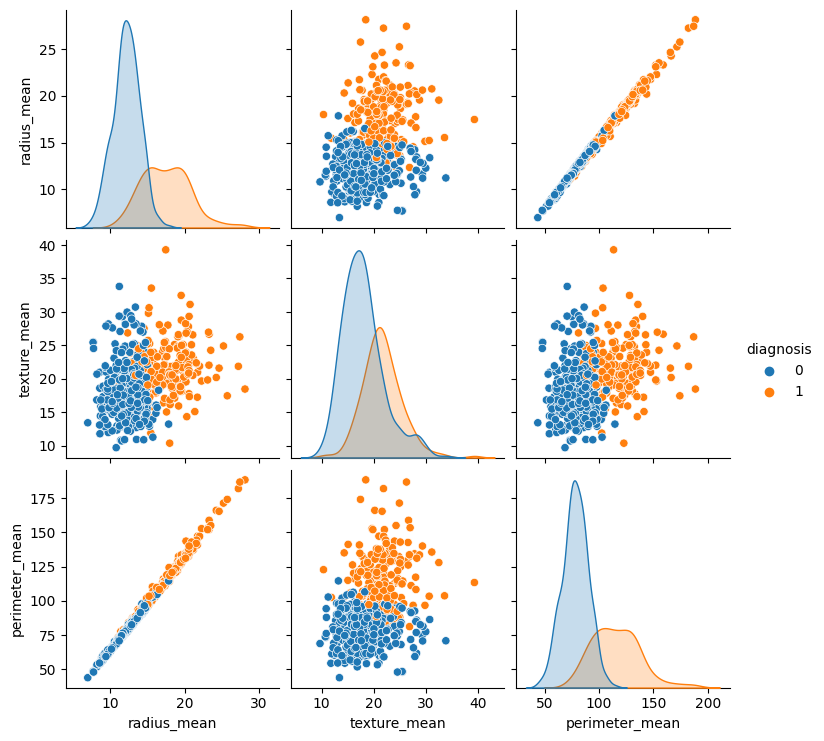 radius_mean
25
20
15
10
texture_mean
40
35
30
25
20
15
10
diagnosis
0
1
perimeter_mean
175
150
125
100
75
50
10 20 30
10 20 30 40
50 100 150 200
radius_mean texture_mean perimeter_mean